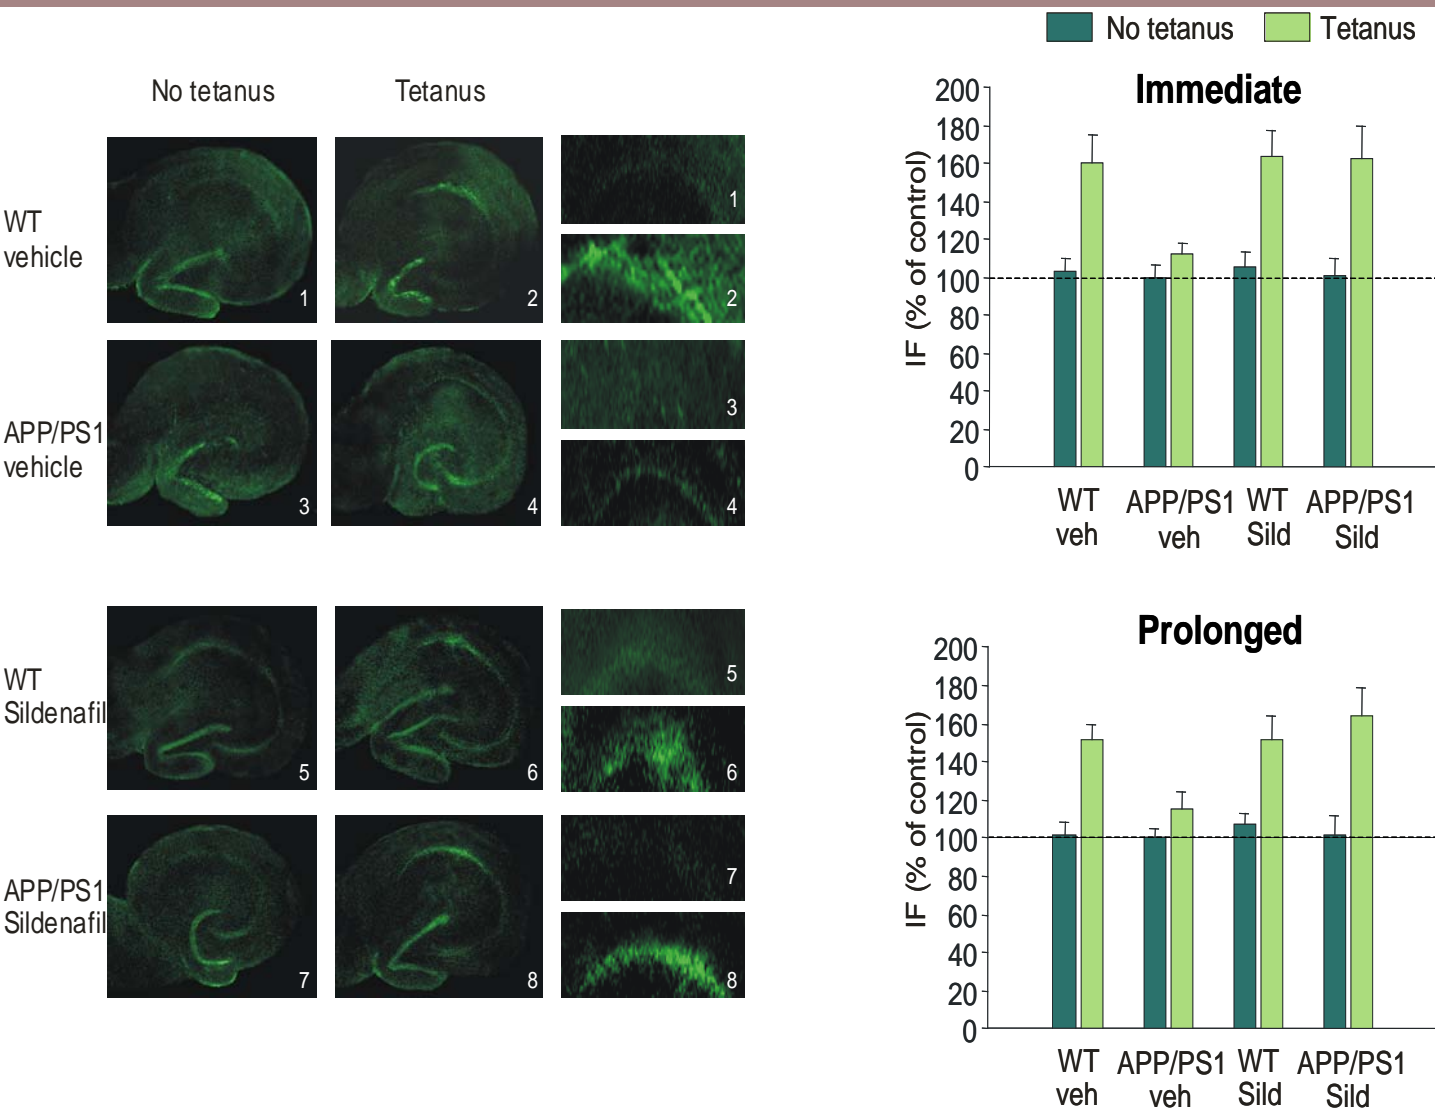 No tetanus
Tetanus
No tetanus
Tetanus
WT
vehicle
1
2
1
2
APP/PS1
vehicle
3
4
3
4
WT
Sildenafil
5
6
5
6
APP/PS1
Sildenafil
7
8
7
8
Immediate
IF (% of control)
200
180
160
140
120
100
80
60
40
20
0
WT
veh
APP/PS1
veh
WT
Sild
APP/PS1
Sild
Prolonged
IF (% of control)
200
180
160
140
120
100
80
60
40
20
0
WT
veh
APP/PS1
veh
WT
Sild
APP/PS1
Sild